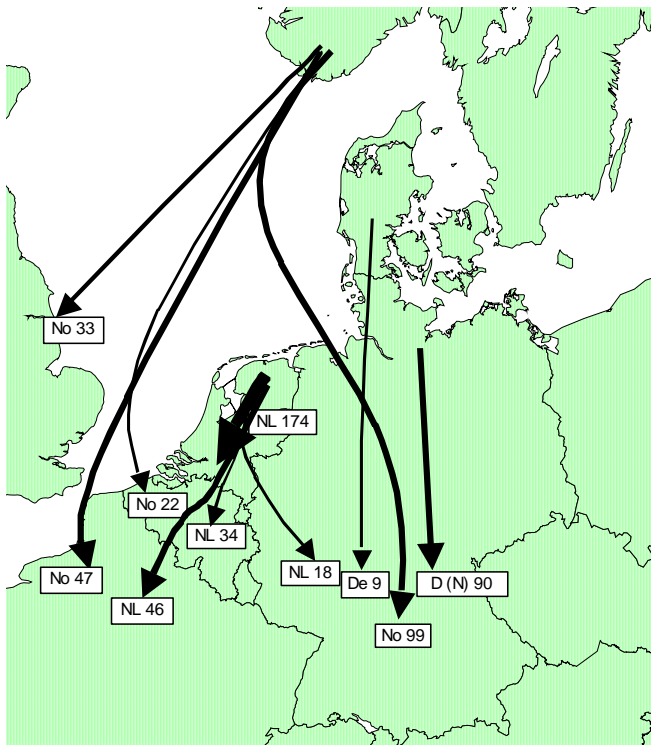 No 33
NL 174
No 22
NL 34
NL 18
No 47
De 9
D (N) 90
NL 46
No 99